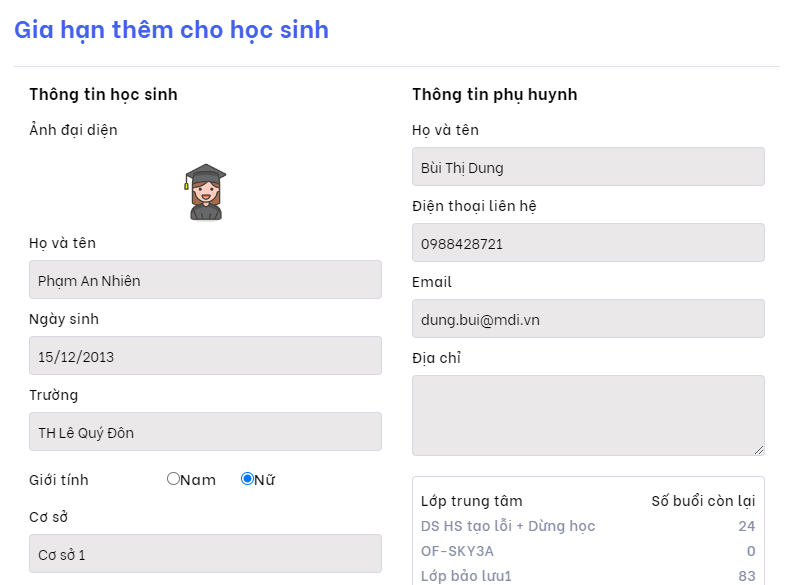 Gia hạn thêm cho học sinh
Thông tin học sinh
Ảnh đại diện
Họ và tên
Phạm An Nhiên
Ngày sinh
15/12/2013
Trường
TH Lê Quý Đôn
Giới tính Nam Nữ
Cơ sở
Cơ sở 1
Thông tin phụ huynh
Họ và tên
Bùi Thị Dung
Điện thoại liên hệ
0988428721
Email
dung.bui@mdi.vn
Địa chỉ
Lớp trung tâm Số buổi còn lại
DS HS tạo lỗi + Dừng học 24
OF-SKY3A 0
Lớp bảo lưu1 83